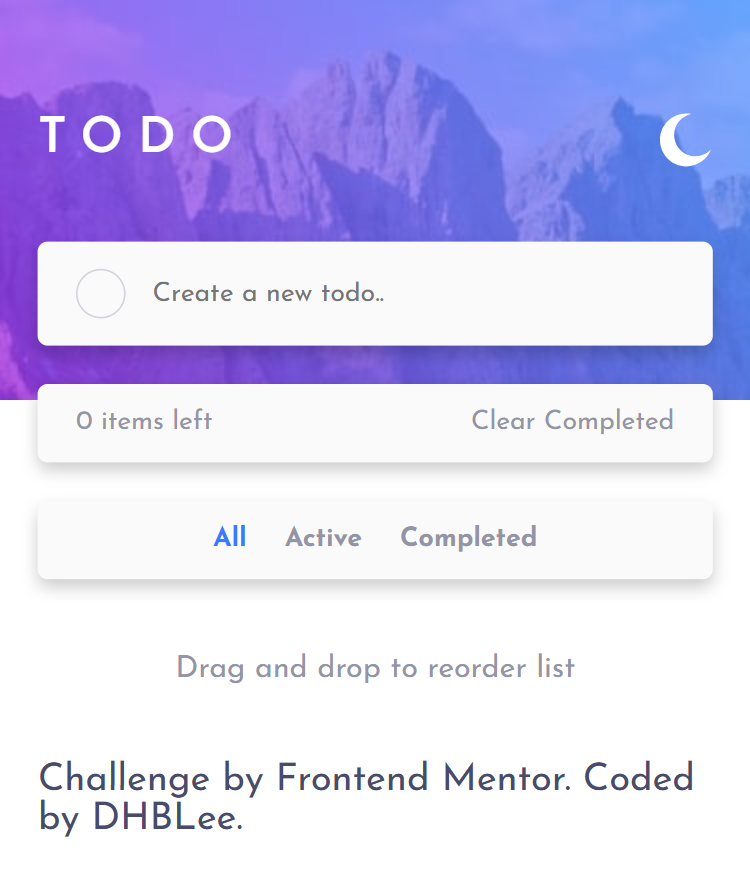 TODO
Create a new todo..
0 items left
Clear Completed
All Active Completed
Drag and drop to reorder list
Challenge by Frontend Mentor. Coded
by DHBLee.